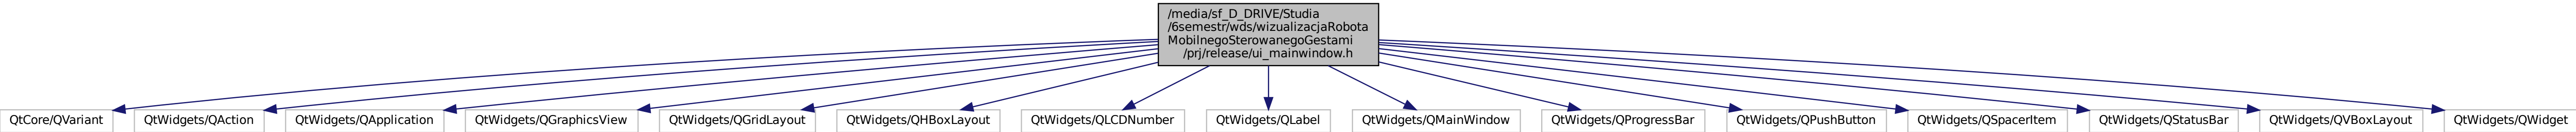 /media/sf_D_DRIVE/Studia
/6semestr/wds/wizualizacjaRobota
MobilnegoSterowanegoGestami
/prj/release/ui_mainwindow.h
QtCore/QVariant
QtWidgets/QAction
QtWidgets/QApplication
QtWidgets/QGraphicsView
QtWidgets/QGridLayout
QtWidgets/QHBoxLayout
QtWidgets/QLCDNumber
QtWidgets/QLabel
QtWidgets/QMainWindow
QtWidgets/QProgressBar
QtWidgets/QPushButton
QtWidgets/QSpacerItem
QtWidgets/QStatusBar
QtWidgets/QVBoxLayout
QtWidgets/QWidget